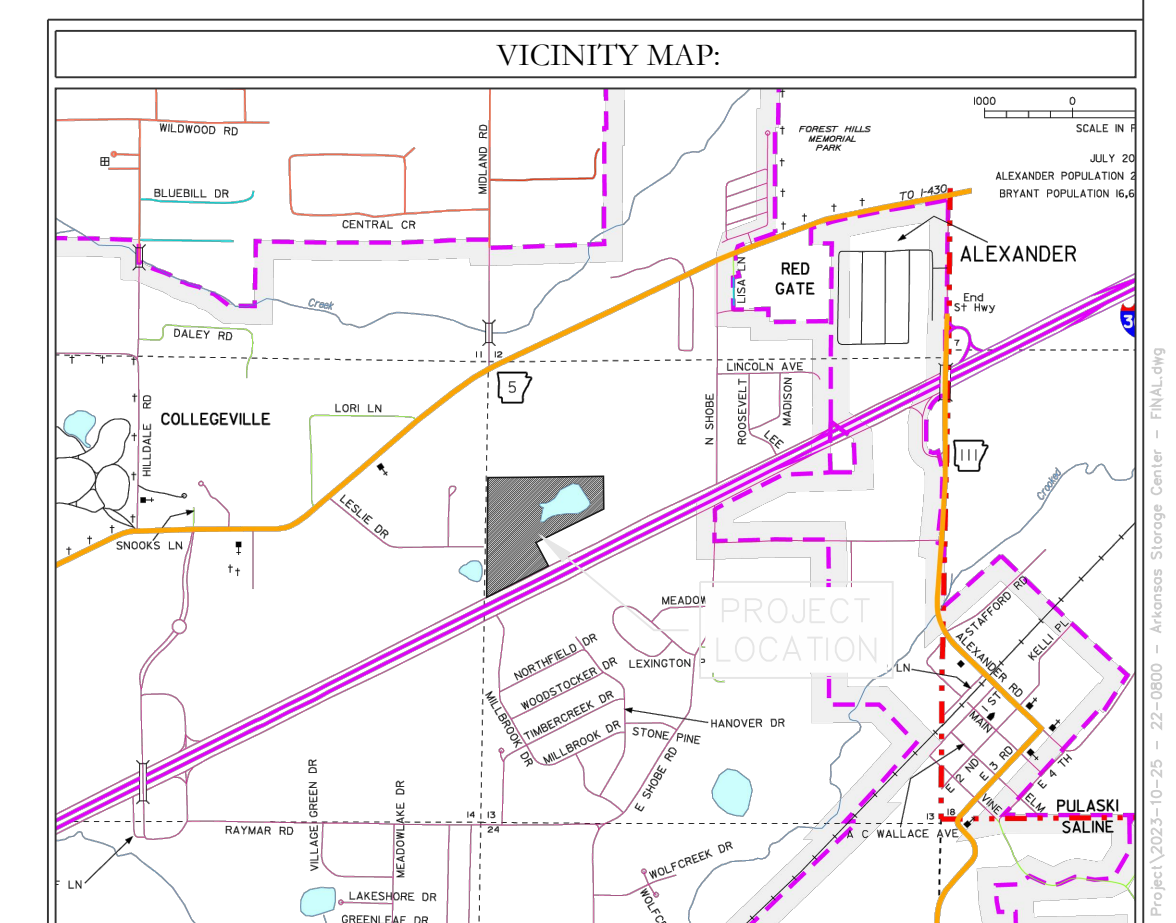 VICINITY MAP:
WILDWOOD RD
BLUEBILL DR
MIDLAND RD
CENTRAL CR
FOREST HILLS
MEMORIAL
PARK
1000 0
SCALE IN F
JULY 20
ALEXANDER POPULATION 2
BRYANT POPULATION 16,6
TO I-430
ALEXANDER
LISA LN
RED
GATE
End
St Hwy
Creek
DALEY RD
11 12
7
5
LINCOLN AVE
COLLEGEVILLE
LORI LN
HILLDALE RD
N SHOBE
ROOSEVELT
MADISON
LEE
111
Crooked
LESLIE DR
SNOOKS LN
PROJECT
LOCATION
MEADOW
LEXINGTON
STAFFORD RD
KELLI PL
ALEXANDER RD
LN
NORTHFIELD DR
WOODSTOCKER DR
TIMBERCREEK DR
MILLBROOK DR
MILLBROOK DR
HANOVER DR
STONE PINE
E SHOBE RD
1 ST
MAIN
E 2 ND
E 3 RD
E 4 TH
VINE
ELM
PULASKI
SALINE
14 13
24
13 18
A C WALLACE AVE
RAYMAR RD
VILLAGE GREEN DR
MEADOWLAKE DR
WOLFCREEK DR
WOLFC
F LN
LAKESHORE DR
GREENLEAF DR
Project\2023-10-25 - 22-0800 - Arkansas Storage Center - FINAL.dwg